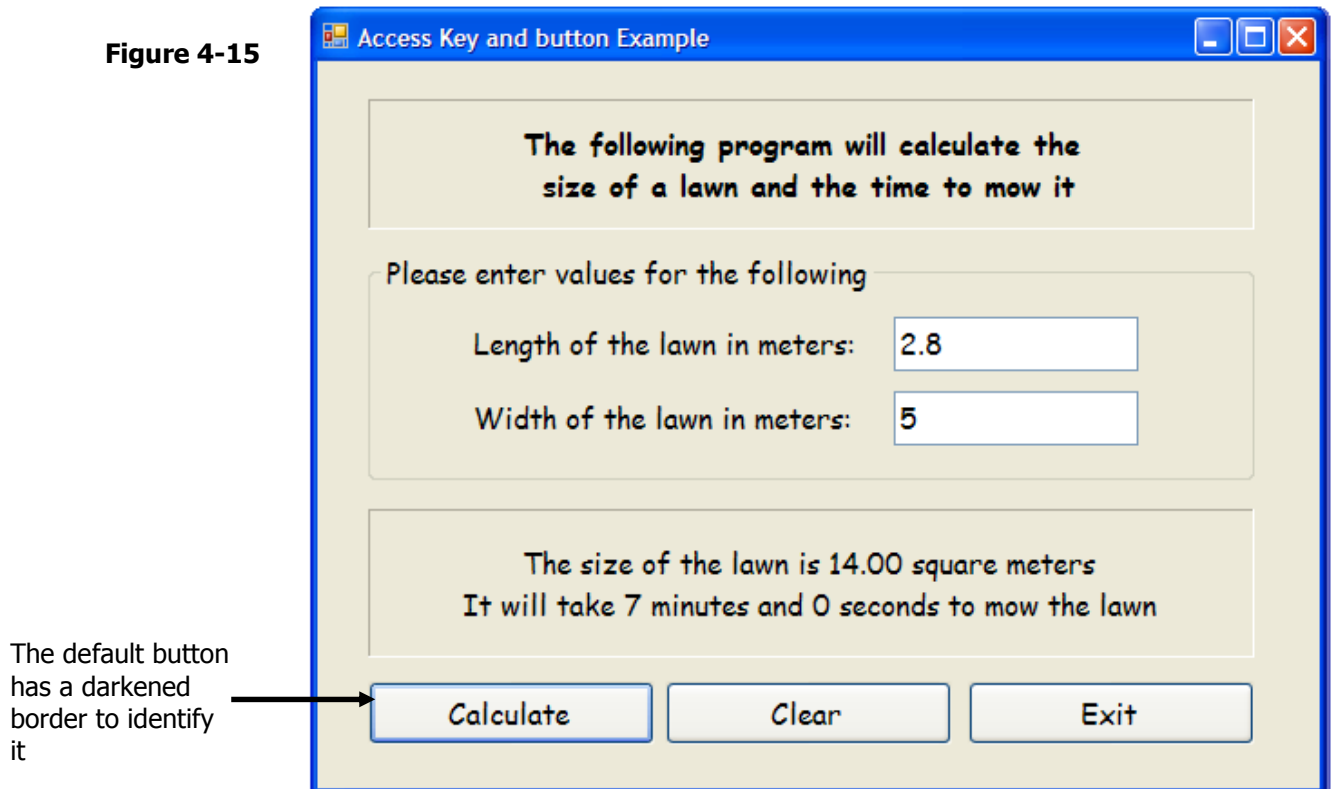 Figure 4-15
Access Key and button Example
The following program will calculate the
size of a lawn and the time to mow it
Please enter values for the following
Length of the lawn in meters: 2.8
Width of the lawn in meters: 5
The size of the lawn is 14.00 square meters
It will take 7 minutes and 0 seconds to mow the lawn
The default button
has a darkened
border to identify
it
Calculate Clear Exit